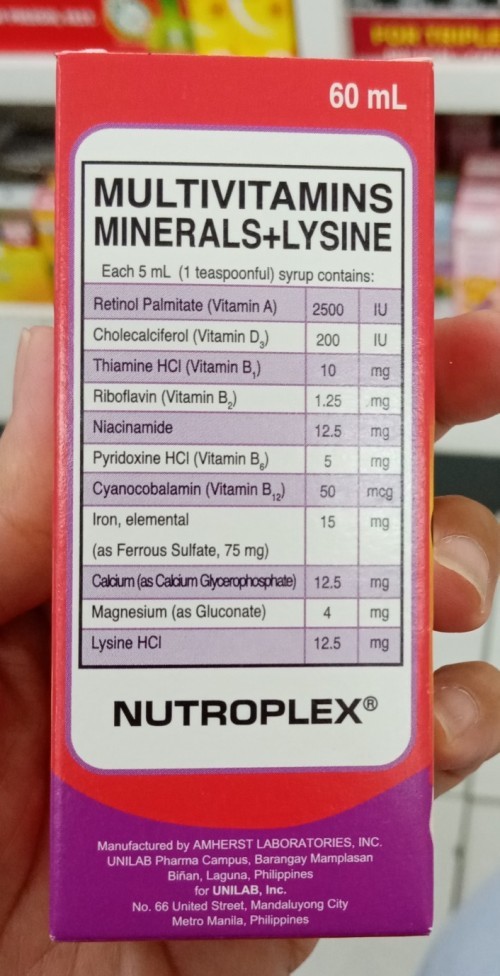 FOR TRIPLE
60 mL
MULTIVITAMINS
MINERALS+LYSINE
Each 5 mL (1 teaspoonful) syrup contains:
Retinol Palmitate (Vitamin A) 2500 IU
Cholecalciferol (Vitamin D3) 200 IU
Thiamine HCl (Vitamin B1) 10 mg
Riboflavin (Vitamin B2) 1.25 mg
Niacinamide 12.5 mg
Pyridoxine HCl (Vitamin B6) 5 mg
Cyanocobalamin (Vitamin B12) 50 mcg
Iron, elemental 15 mg
(as Ferrous Sulfate, 75 mg)
Calcium (as Calcium Glycerophosphate) 12.5 mg
Magnesium (as Gluconate) 4 mg
Lysine HCl 12.5 mg
NUTROPLEX®
Manufactured by AMHERST LABORATORIES, INC.
UNILAB Pharma Campus, Barangay Mamplasan
Biñan, Laguna, Philippines
for UNILAB, Inc.
No. 66 United Street, Mandaluyong City
Metro Manila, Philippines